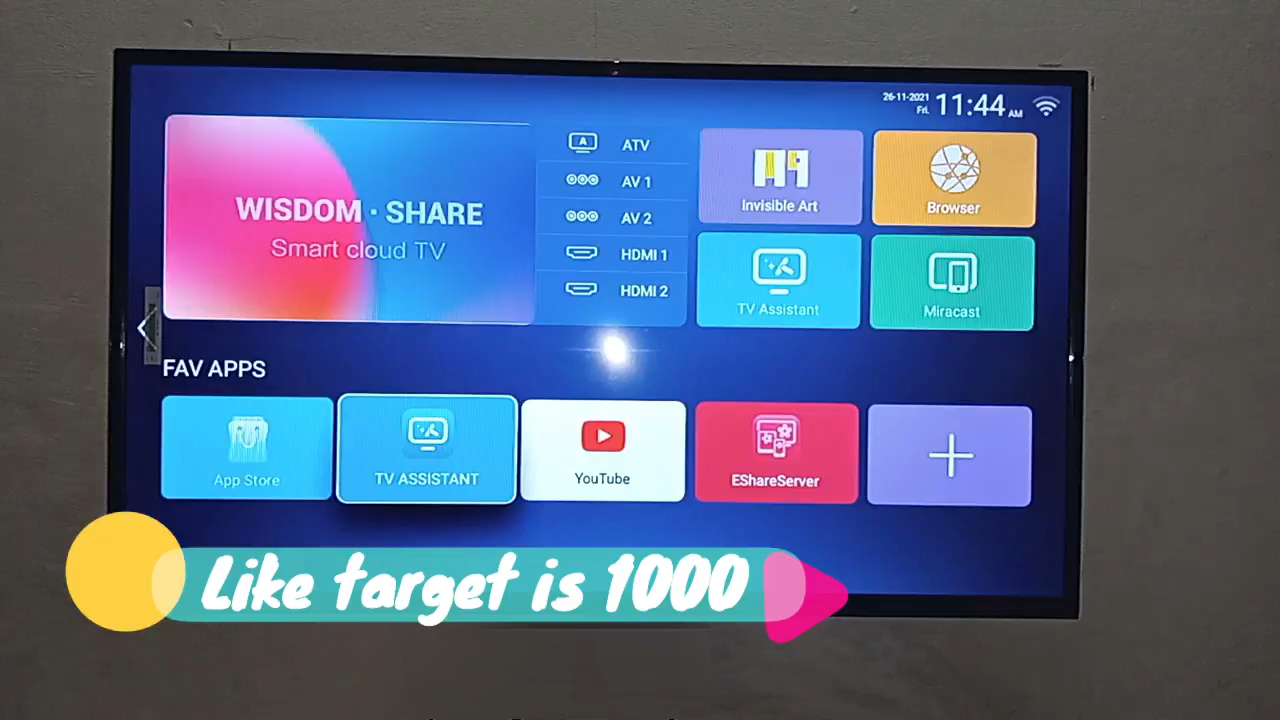 26-11-2021
Fri.
11:44 AM
WISDOM · SHARE
Smart cloud TV
ATV
AV 1
AV 2
HDMI 1
HDMI 2
Invisible Art
Browser
TV Assistant
Miracast
FAV APPS
App Store
TV ASSISTANT
YouTube
EShareServer
Like target is 1000